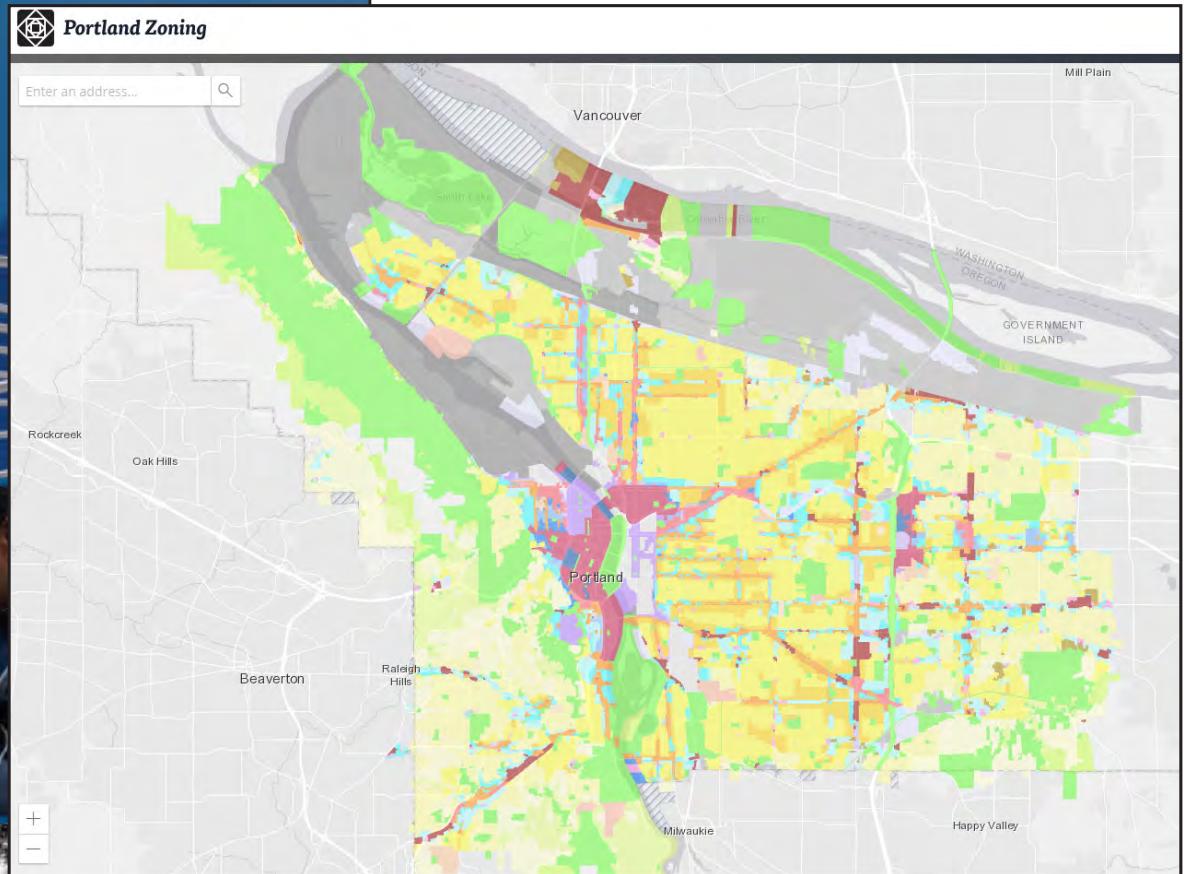 Portland Zoning
Enter an address...
Mill Plain
Vancouver
Smith Lake
Columbia River
WASHINGTON
OREGON
GOVERNMENT
ISLAND
Rockcreek
Oak Hills
Portland
Raleigh
Hills
Beaverton
Milwaukie
Happy Valley
+
−